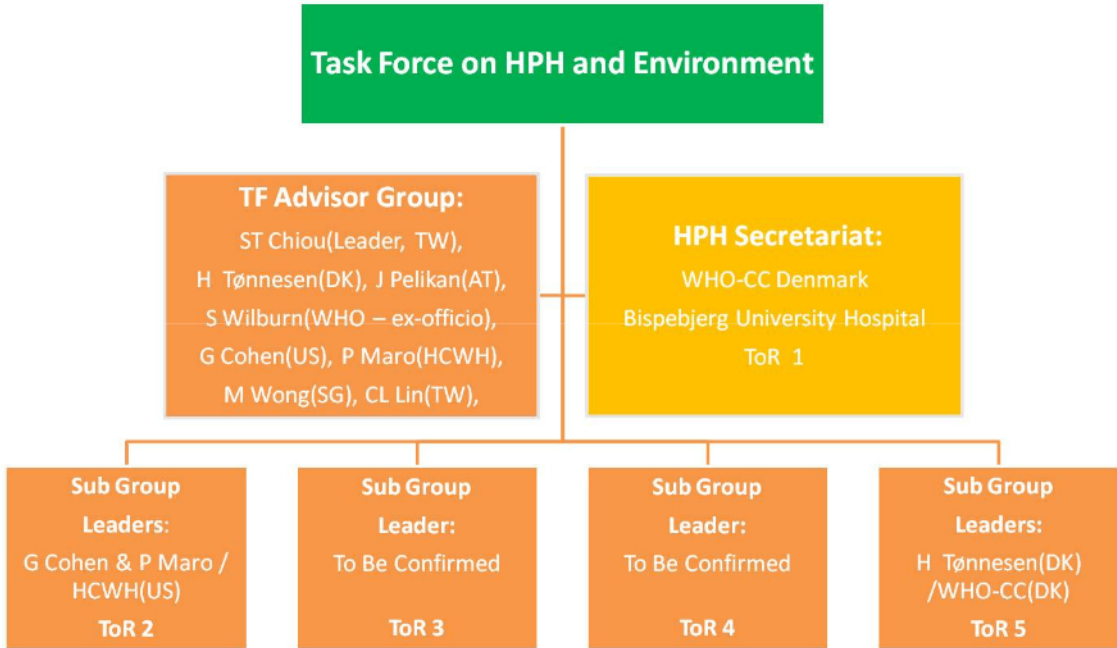 Task Force on HPH and Environment
TF Advisor Group:
ST Chiou(Leader, TW),
H Tønnesen(DK), J Pelikan(AT),
S Wilburn(WHO – ex-officio),
G Cohen(US), P Maro(HCWH),
M Wong(SG), CL Lin(TW),
HPH Secretariat:
WHO-CC Denmark
Bispebjerg University Hospital
ToR 1
Sub Group
Leaders:
G Cohen & P Maro /
HCWH(US)
ToR 2
Sub Group
Leader:
To Be Confirmed
ToR 3
Sub Group
Leader:
To Be Confirmed
ToR 4
Sub Group
Leaders:
H Tønnesen(DK)
/WHO-CC(DK)
ToR 5